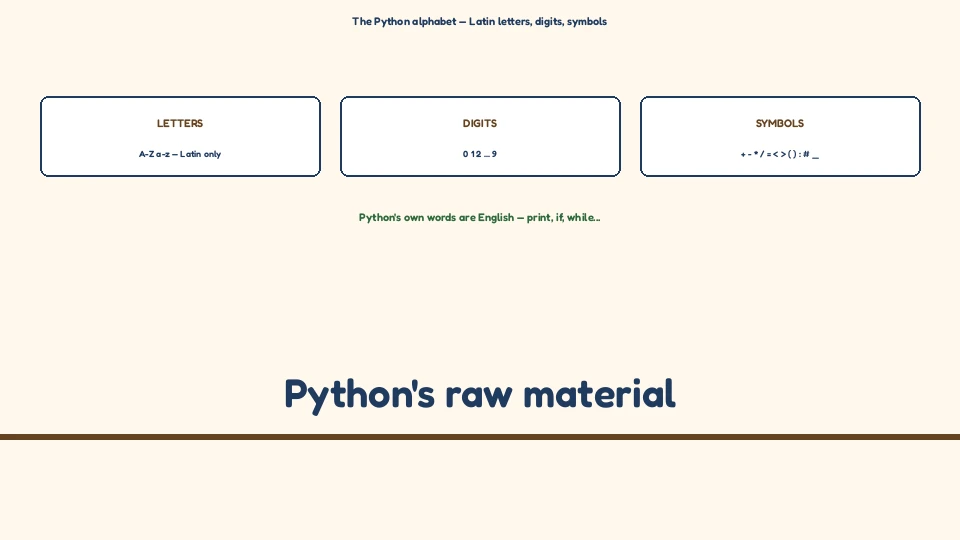 The Python alphabet — Latin letters, digits, symbols
LETTERS
A-Z a-z — Latin only
DIGITS
0 1 2 ... 9
SYMBOLS
+ - * / = < > ( ) : # _
Python's own words are English — print, if, while...
Python's raw material